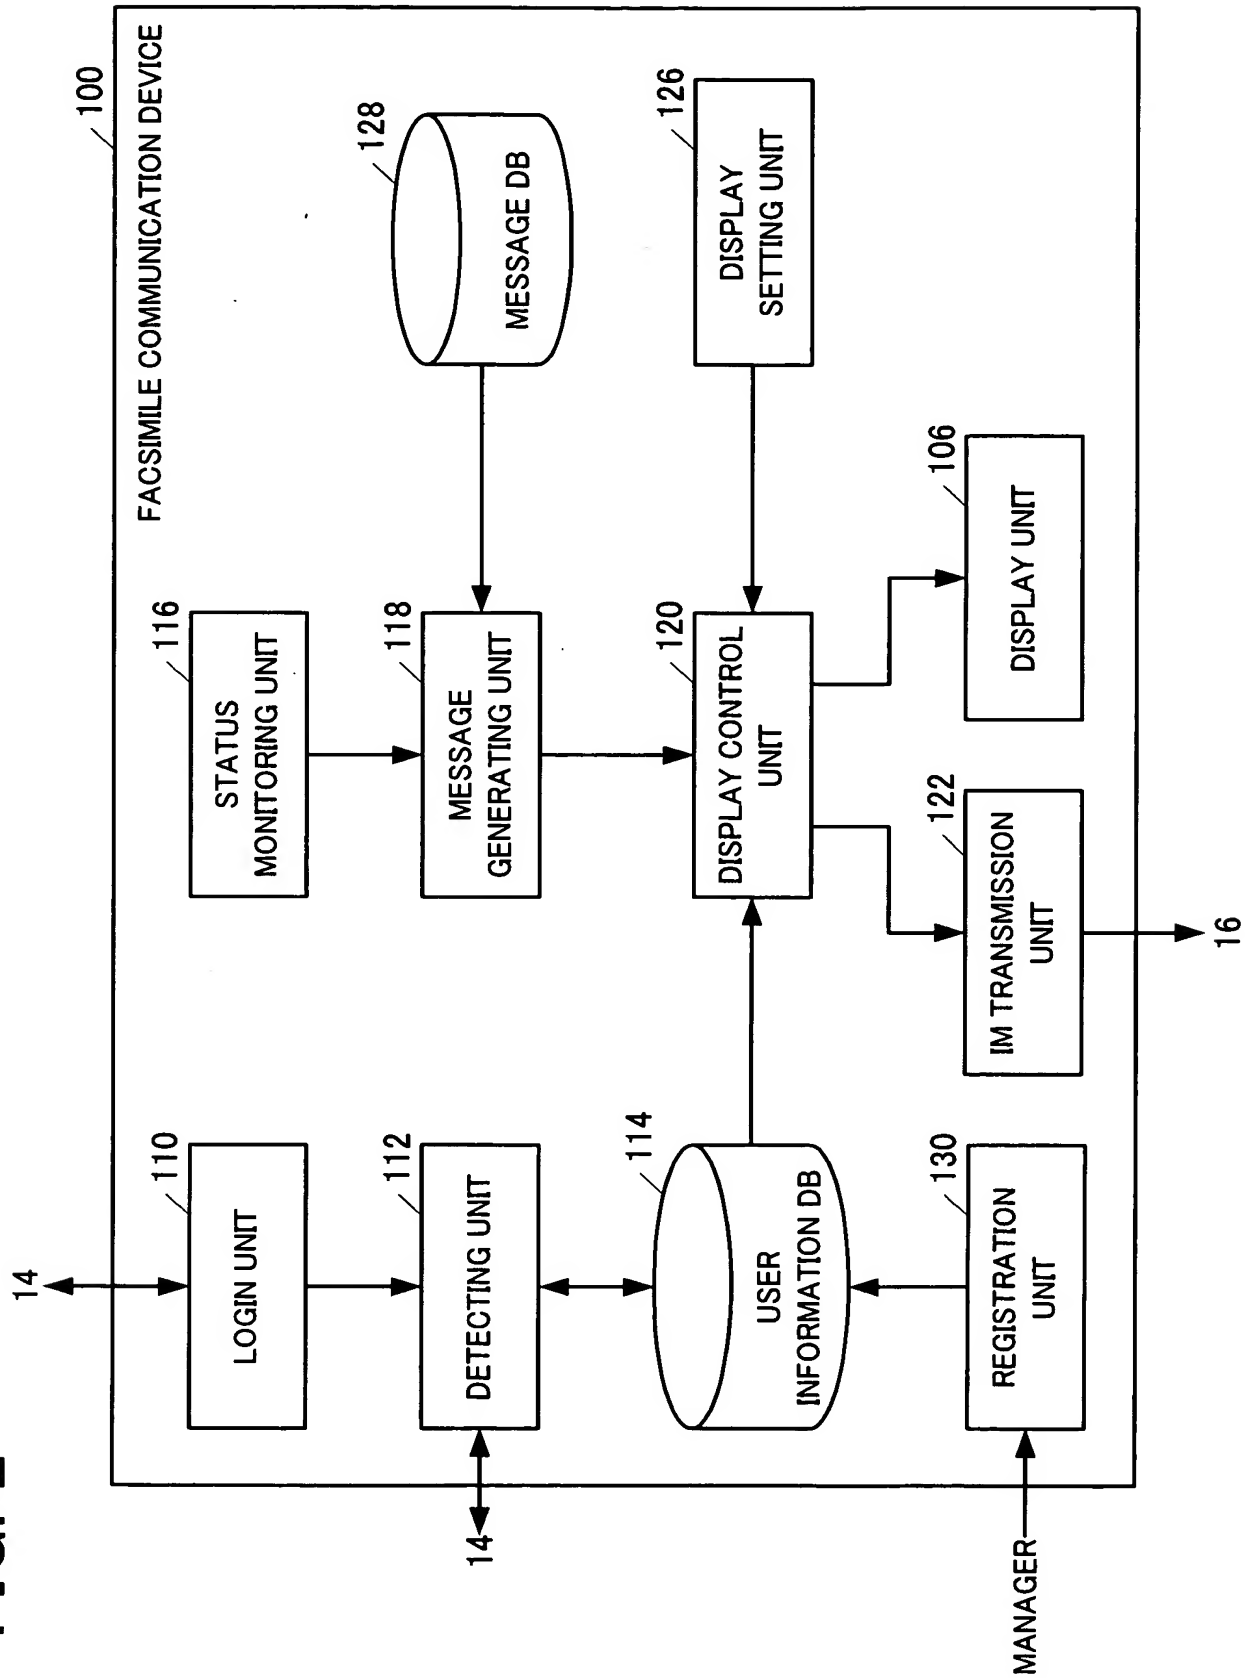 14
100
FACSIMILE COMMUNICATION DEVICE
110
LOGIN UNIT
116
STATUS
MONITORING UNIT
14
112
DETECTING UNIT
118
MESSAGE
GENERATING UNIT
128
MESSAGE DB
114
USER
INFORMATION DB
120
DISPLAY CONTROL
UNIT
126
DISPLAY
SETTING UNIT
MANAGER
130
REGISTRATION
UNIT
122
IM TRANSMISSION
UNIT
106
DISPLAY UNIT
16